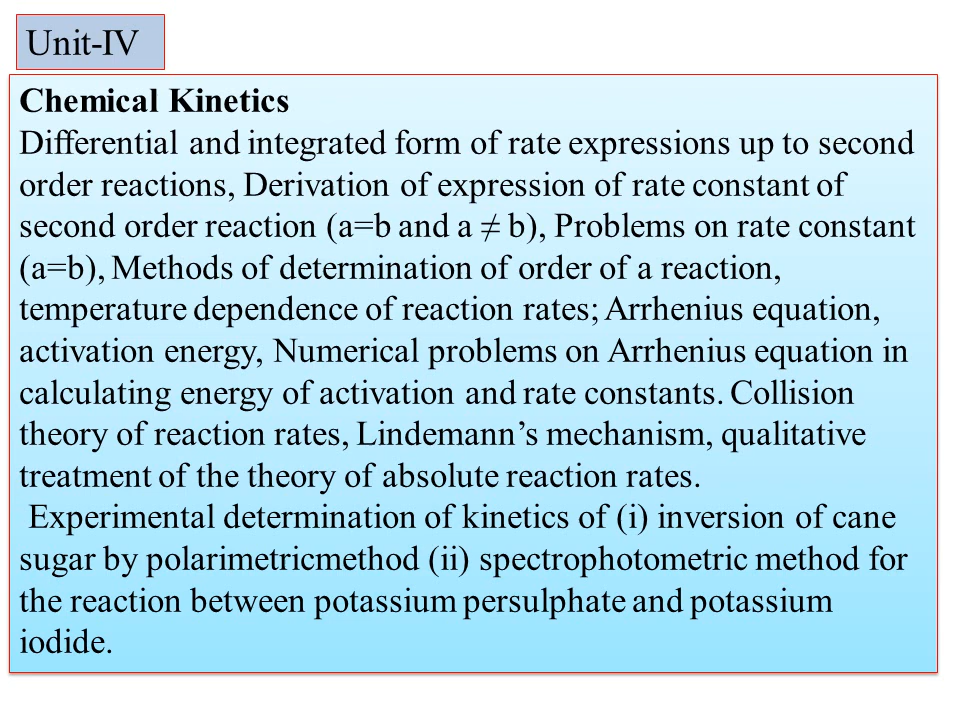 Unit-IV
Chemical Kinetics
Differential and integrated form of rate expressions up to second
order reactions, Derivation of expression of rate constant of
second order reaction (a=b and a ≠ b), Problems on rate constant
(a=b), Methods of determination of order of a reaction,
temperature dependence of reaction rates; Arrhenius equation,
activation energy, Numerical problems on Arrhenius equation in
calculating energy of activation and rate constants. Collision
theory of reaction rates, Lindemann’s mechanism, qualitative
treatment of the theory of absolute reaction rates.
Experimental determination of kinetics of (i) inversion of cane
sugar by polarimetricmethod (ii) spectrophotometric method for
the reaction between potassium persulphate and potassium
iodide.